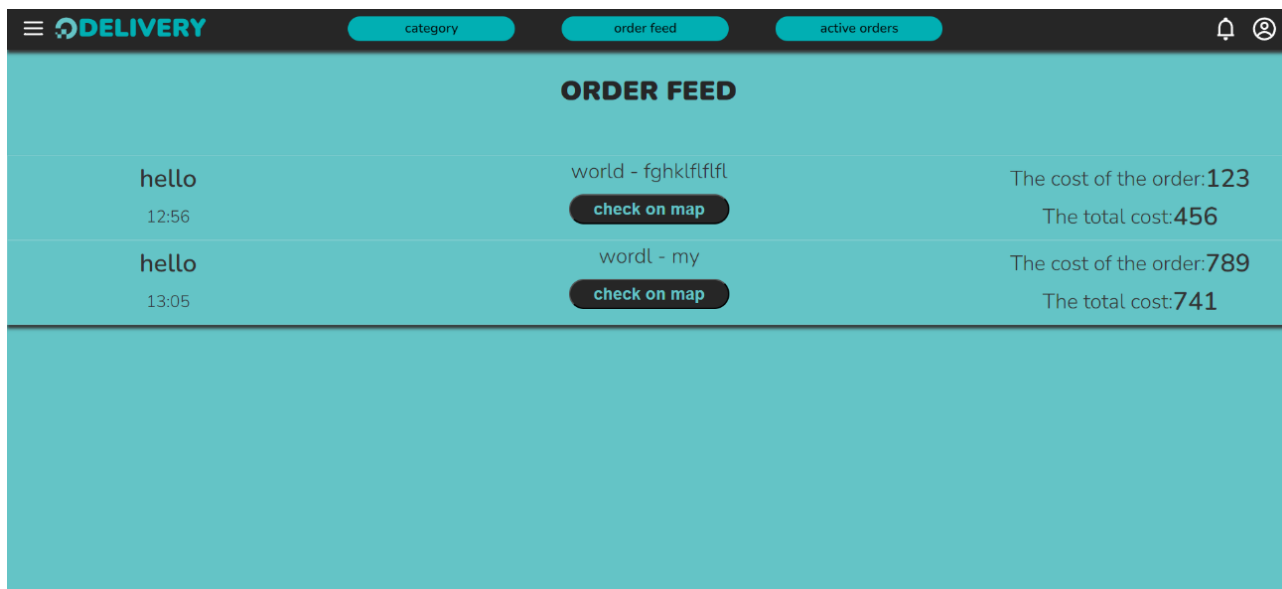 DELIVERY
category
order feed
active orders
ORDER FEED
hello
12:56
world - fghklflflfl
check on map
The cost of the order:123
The total cost:456
hello
13:05
wordl - my
check on map
The cost of the order:789
The total cost:741